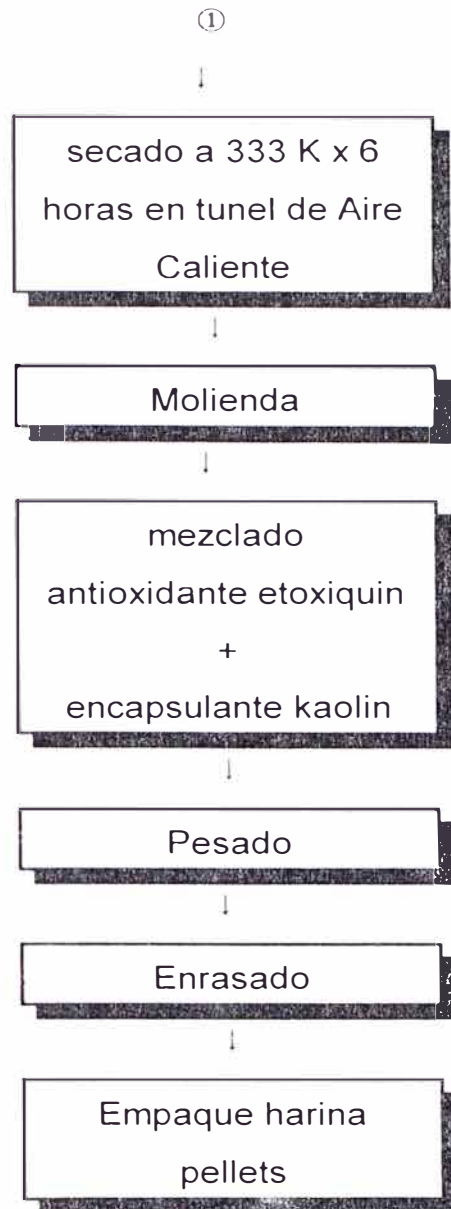 ①
↓
secado a 333 K x 6
horas en tunel de Aire
Caliente
↓
Molienda
↓
mezclado
antioxidante etoxiquin
+
encapsulante kaolin
↓
Pesado
↓
Enrasado
↓
Empaque harina
pellets